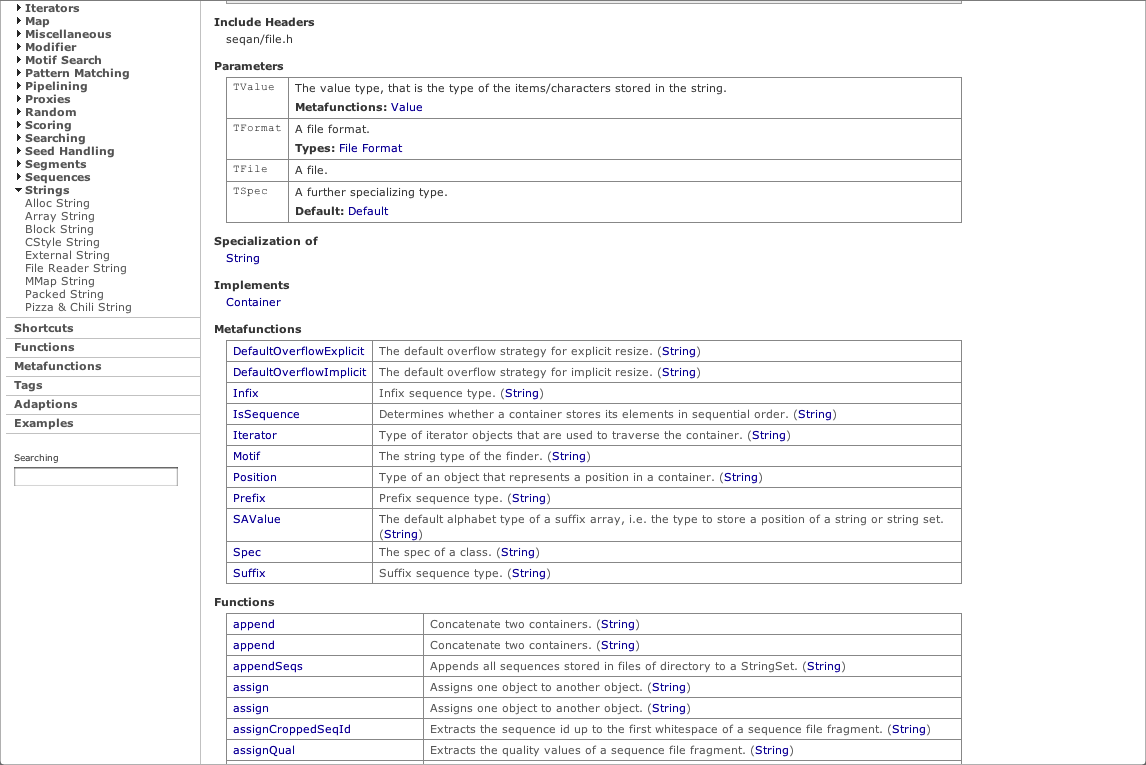 Iterators
Map
Miscellaneous
Modifier
Motif Search
Pattern Matching
Pipelining
Proxies
Random
Scoring
Searching
Seed Handling
Segments
Sequences
Strings
Alloc String
Array String
Block String
CStyle String
External String
File Reader String
MMap String
Packed String
Pizza & Chili String
Shortcuts
Functions
Metafunctions
Tags
Adaptions
Examples
Searching
Include Headers
seqan/file.h
Parameters
TValue The value type, that is the type of the items/characters stored in the string.
Metafunctions: Value
TFormat A file format.
Types: File Format
TFile A file.
TSpec A further specializing type.
Default: Default
Specialization of
String
Implements
Container
Metafunctions
DefaultOverflowExplicit The default overflow strategy for explicit resize. (String)
DefaultOverflowImplicit The default overflow strategy for implicit resize. (String)
Infix Infix sequence type. (String)
IsSequence Determines whether a container stores its elements in sequential order. (String)
Iterator Type of iterator objects that are used to traverse the container. (String)
Motif The string type of the finder. (String)
Position Type of an object that represents a position in a container. (String)
Prefix Prefix sequence type. (String)
SAValue The default alphabet type of a suffix array, i.e. the type to store a position of a string or string set.
(String)
Spec The spec of a class. (String)
Suffix Suffix sequence type. (String)
Functions
append Concatenate two containers. (String)
append Concatenate two containers. (String)
appendSeqs Appends all sequences stored in files of directory to a StringSet. (String)
assign Assigns one object to another object. (String)
assign Assigns one object to another object. (String)
assignCroppedSeqId Extracts the sequence id up to the first whitespace of a sequence file fragment. (String)
assignQual Extracts the quality values of a sequence file fragment. (String)